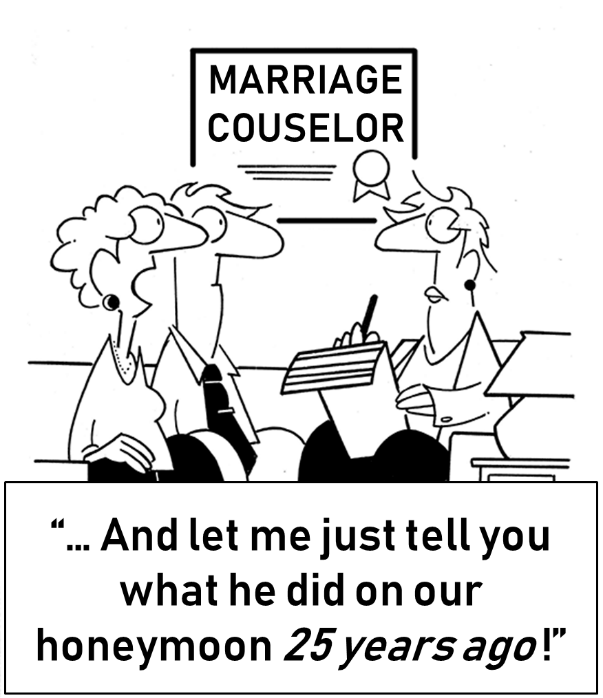 MARRIAGE
COUSELOR
“... And let me just tell you
what he did on our
honeymoon 25 years ago!”